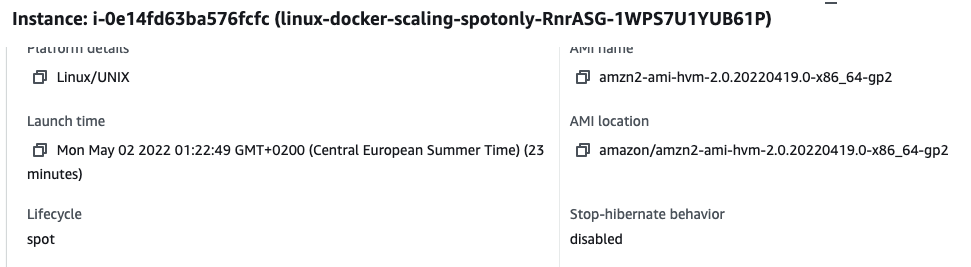 Instance: i-0e14fd63ba576fcfc (linux-docker-scaling-spotonly-RnrASG-1WPS7U1YUB61P)
Platform details
AMI name
Linux/UNIX
amzn2-ami-hvm-2.0.20220419.0-x86_64-gp2
Launch time
AMI location
Mon May 02 2022 01:22:49 GMT+0200 (Central European Summer Time) (23
minutes)
amazon/amzn2-ami-hvm-2.0.20220419.0-x86_64-gp2
Lifecycle
Stop-hibernate behavior
spot
disabled